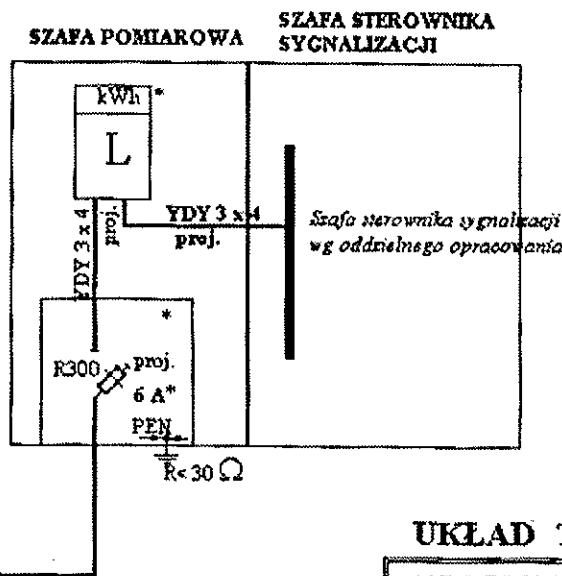 SZAFA POMIAROWA
SZAFA STEROWNIKA
SYGNALIZACJI
kWh *
L
YDY 3 x 4
proj.
YDY 3 x 4
proj.
Szafa sterownika sygnalizacji
wg oddzielnego opracowania
*
R300
proj.
6 A*
PEN
R< 30 Ω
UKŁAD